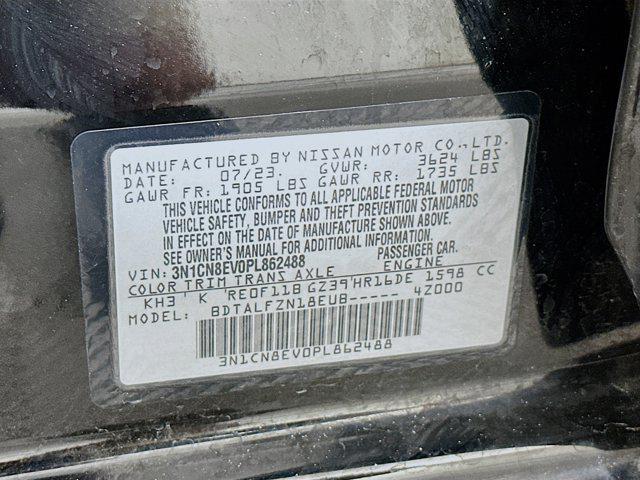 MANUFACTURED BY NISSAN MOTOR CO., LTD.
DATE: 07/23. GVWR: 3624 LBS
GAWR FR: 1905 LBS GAWR RR: 1735 LBS
THIS VEHICLE CONFORMS TO ALL APPLICABLE FEDERAL MOTOR
VEHICLE SAFETY, BUMPER AND THEFT PREVENTION STANDARDS
IN EFFECT ON THE DATE OF MANUFACTURE SHOWN ABOVE.
SEE OWNER'S MANUAL FOR ADDITIONAL INFORMATION.
VIN: 3N1CN8EV0PL862488 PASSENGER CAR.
COLOR TRIM TRANS AXLE ENGINE
KH3 K RE0F11B GZ39 HR16DE 1598 CC
MODEL: BDTALFZN18EUB----- 4Z000
3N1CN8EV0PL862488